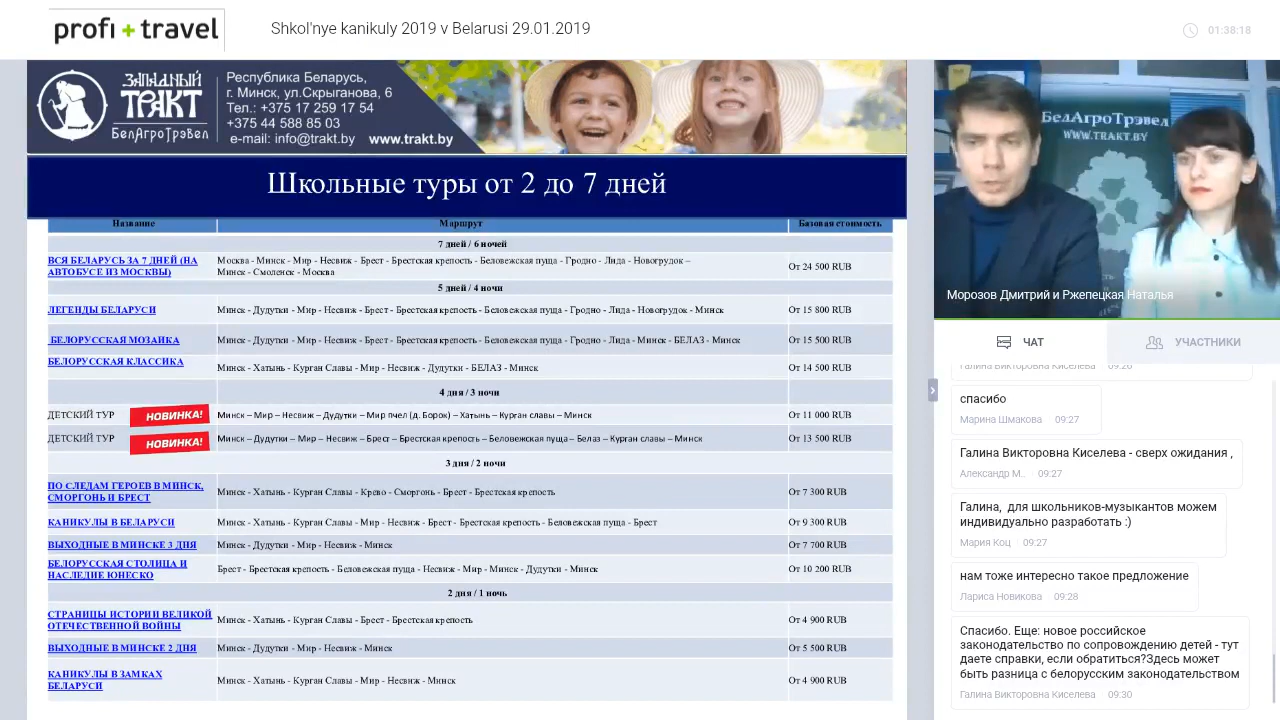 profi + travel
Shkol'nye kanikuly 2019 v Belarusi 29.01.2019
01:38:18
ЗАПАДНЫЙ
ТРАКТ
БелАгроТрэвел
Республика Беларусь,
г. Минск, ул.Скрыганова, 6
Тел.: +375 17 259 17 54
+375 44 588 85 03
e-mail: info@trakt.by www.trakt.by
Школьные туры от 2 до 7 дней
Название Маршрут Базовая стоимость
7 дней / 6 ночей
ВСЯ БЕЛАРУСЬ ЗА 7 ДНЕЙ (НА
АВТОБУСЕ ИЗ МОСКВЫ)
Москва - Минск - Мир - Несвиж - Брест - Брестская крепость - Беловежская пуща - Гродно - Лида - Новогрудок –
Минск - Смоленск - Москва
От 24 500 RUB
5 дней / 4 ночи
ЛЕГЕНДЫ БЕЛАРУСИ Минск - Дудутки - Мир - Несвиж - Брест - Брестская крепость - Беловежская пуща - Гродно - Лида - Новогрудок - Минск От 15 800 RUB
БЕЛОРУССКАЯ МОЗАИКА Минск - Дудутки - Мир - Несвиж - Брест - Брестская крепость - Беловежская пуща - Гродно - Лида - Минск - БЕЛАЗ - Минск От 15 500 RUB
БЕЛОРУССКАЯ КЛАССИКА Минск - Хатынь - Курган Славы - Мир - Несвиж - Дудутки - БЕЛАЗ - Минск От 14 500 RUB
4 дня / 3 ночи
ДЕТСКИЙ ТУР НОВИНКА! Минск – Мир – Несвиж – Дудутки – Мир пчел (д. Борок) – Хатынь – Курган славы – Минск От 11 000 RUB
ДЕТСКИЙ ТУР НОВИНКА! Минск – Дудутки – Мир – Несвиж – Брест – Брестская крепость – Беловежская пуща – Белаз – Курган славы – Минск От 13 500 RUB
3 дня / 2 ночи
ПО СЛЕДАМ ГЕРОЕВ В МИНСК,
СМОРГОНЬ И БРЕСТ
Минск - Хатынь - Курган Славы - Крево - Сморгонь - Брест - Брестская крепость От 7 300 RUB
КАНИКУЛЫ В БЕЛАРУСИ Минск - Хатынь - Курган Славы - Мир - Несвиж - Брест - Брестская крепость - Беловежская пуща - Брест От 9 300 RUB
ВЫХОДНЫЕ В МИНСКЕ 3 ДНЯ Минск - Дудутки - Мир - Несвиж - Минск От 7 700 RUB
БЕЛОРУССКАЯ СТОЛИЦА И
НАСЛЕДИЕ ЮНЕСКО
Брест - Брестская крепость - Беловежская пуща - Несвиж - Мир - Минск - Дудутки - Минск От 10 200 RUB
2 дня / 1 ночь
СТРАНИЦЫ ИСТОРИИ ВЕЛИКОЙ
ОТЕЧЕСТВЕННОЙ ВОЙНЫ
Минск - Хатынь - Курган Славы - Брест - Брестская крепость От 4 900 RUB
ВЫХОДНЫЕ В МИНСКЕ 2 ДНЯ Минск - Дудутки - Мир - Несвиж - Минск От 5 500 RUB
КАНИКУЛЫ В ЗАМКАХ
БЕЛАРУСИ
Минск - Хатынь - Курган Славы - Мир - Несвиж - Минск От 4 900 RUB
БелАгроТрэвел
WWW.TRAKT.BY
Морозов Дмитрий и Ржепецкая Наталья
ЧАТ УЧАСТНИКИ
Галина Викторовна Киселева 09:26
спасибо
Марина Шмакова 09:27
Галина Викторовна Киселева - сверх ожидания ,
Александр М.. 09:27
Галина, для школьников-музыкантов можем
индивидуально разработать :)
Мария Коц 09:27
нам тоже интересно такое предложение
Лариса Новикова 09:28
Спасибо. Еще: новое российское
законодательство по сопровождению детей - тут
даете справки, если обратиться?Здесь может
быть разница с белорусским законодательством
Галина Викторовна Киселева 09:30